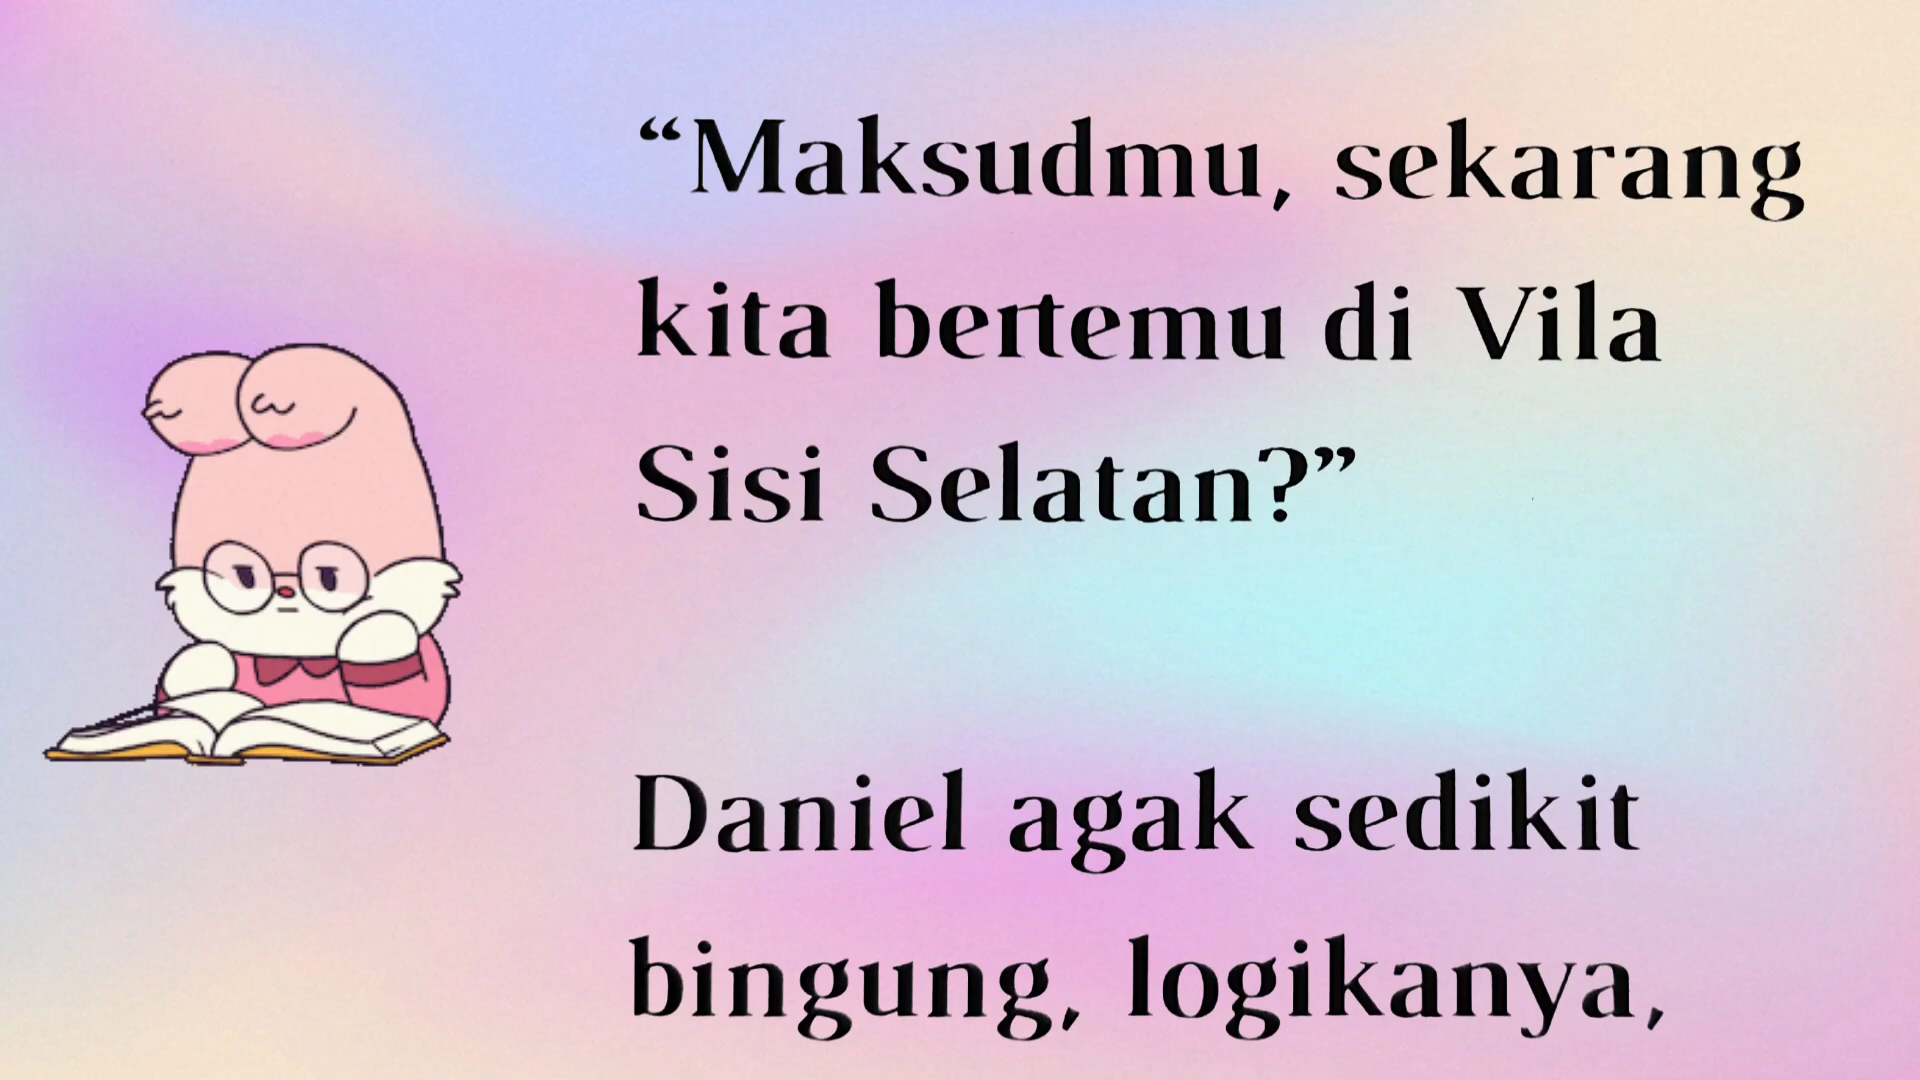 “Maksudmu, sekarang
kita bertemu di Vila
Sisi Selatan?”
Daniel agak sedikit
bingung, logikanya,